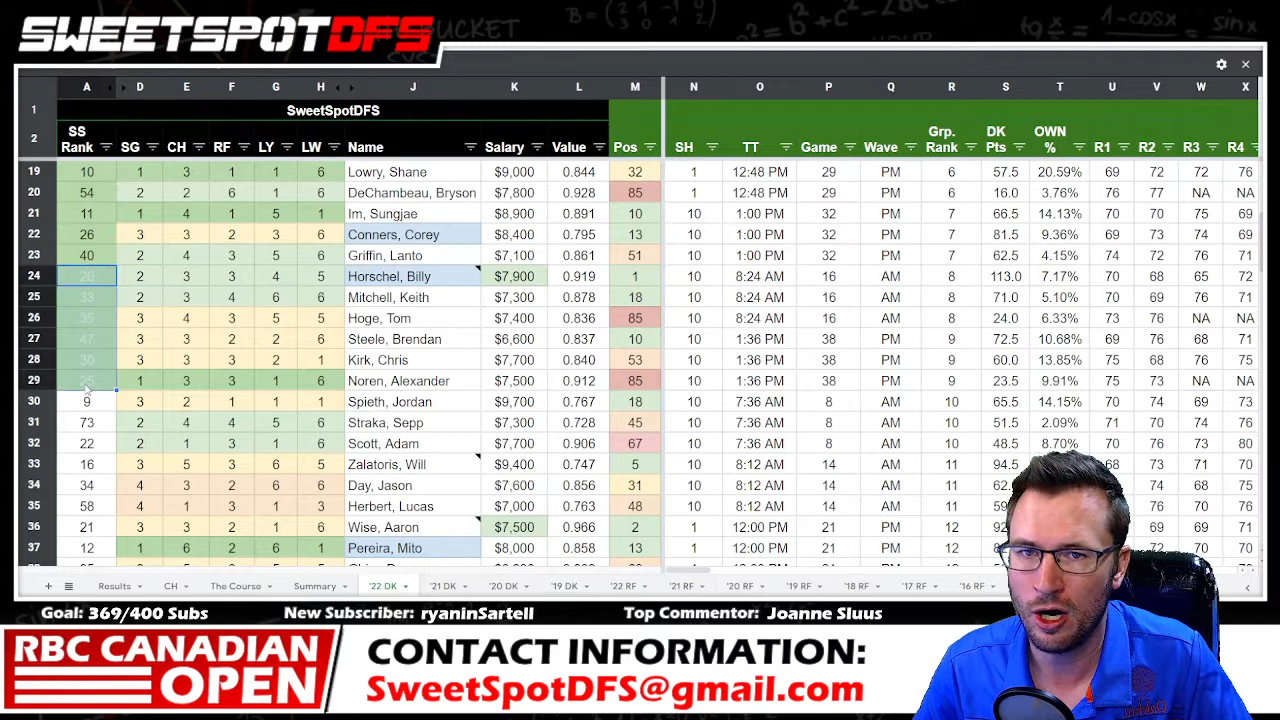 SWEETSPOTDFS
A D E F G H J K L M N O P Q R S T U V W X
1 SweetSpotDFS
2 SS Rank SG CH RF LY LW Name Salary Value Pos SH TT Game Wave Grp. Rank DK Pts OWN % R1 R2 R3 R4
19 10 1 3 1 1 6 Lowry, Shane $9,000 0.844 32 1 12:48 PM 29 PM 6 57.5 20.59% 69 72 72 76
20 54 2 2 6 1 6 DeChambeau, Bryson $7,800 0.928 85 1 12:48 PM 29 PM 6 16.0 3.76% 76 76 NA NA
21 11 1 4 1 5 1 Im, Sungjae $8,900 0.891 10 10 1:00 PM 32 PM 7 66.5 14.13% 70 70 75 69
22 26 3 3 2 3 6 Conners, Corey $8,400 0.795 13 10 1:00 PM 32 PM 7 81.5 9.36% 70 73 74 69
23 40 2 4 3 5 6 Griffin, Lanto $7,100 0.861 51 10 1:00 PM 32 PM 7 62.5 4.15% 74 71 74 74
24 20 2 3 3 4 5 Horschel, Billy $7,900 0.919 1 10 8:24 AM 16 AM 8 113.0 7.17% 70 68 65 72
25 33 2 3 4 6 6 Mitchell, Keith $7,300 0.878 18 10 8:24 AM 16 AM 8 71.0 5.10% 70 69 76 71
26 35 3 4 3 5 5 Hoge, Tom $7,400 0.836 85 10 8:24 AM 16 AM 8 24.0 6.33% 73 76 NA NA
27 47 3 3 2 2 6 Steele, Brendan $6,600 0.837 10 10 1:36 PM 38 PM 9 72.5 10.68% 76 69 68 71
28 30 3 3 3 2 1 Kirk, Chris $7,700 0.840 53 10 1:36 PM 38 PM 9 60.0 13.85% 75 68 76 75
29 25 1 3 3 1 6 Noren, Alexander $7,500 0.912 85 10 1:36 PM 38 PM 9 23.5 9.91% 75 73 NA NA
30 9 3 2 1 1 1 Spieth, Jordan $9,700 0.767 18 10 7:36 AM 8 AM 10 65.5 14.15% 70 74 72 70
31 73 2 4 4 5 6 Straka, Sepp $7,300 0.728 45 10 7:36 AM 8 AM 10 51.5 2.09% 71 70 74 76
32 22 2 1 3 1 6 Scott, Adam $7,700 0.906 67 10 7:36 AM 8 AM 10 48.5 8.70% 70 76 73 80
33 16 3 5 3 6 5 Zalatoris, Will $9,400 0.747 5 10 8:12 AM 14 AM 11 94.5 68 73 71 70
34 34 4 3 2 6 6 Day, Jason $7,600 0.856 31 10 8:12 AM 14 AM 11 70
35 58 4 1 3 1 3 Herbert, Lucas $7,000 0.763 48 10 8:12 AM 14 AM 11 70
36 21 3 3 2 1 6 Wise, Aaron $7,500 0.966 2 1 12:00 PM 21 PM 12 69 69 71
37 12 1 6 2 6 1 Pereira, Mito $8,000 0.858 13 1 12:00 PM 21 PM 12 70
+ Results CH The Course Summary '22 DK '21 DK '20 DK '19 DK '22 RF '21 RF '20 RF '19 RF '18 RF '17 RF '16 RF
Goal: 369/400 Subs New Subscriber: ryaninSartell Top Commentor: Joanne Sluus
RBC CANADIAN OPEN
CONTACT INFORMATION:
SweetSpotDFS@gmail.com